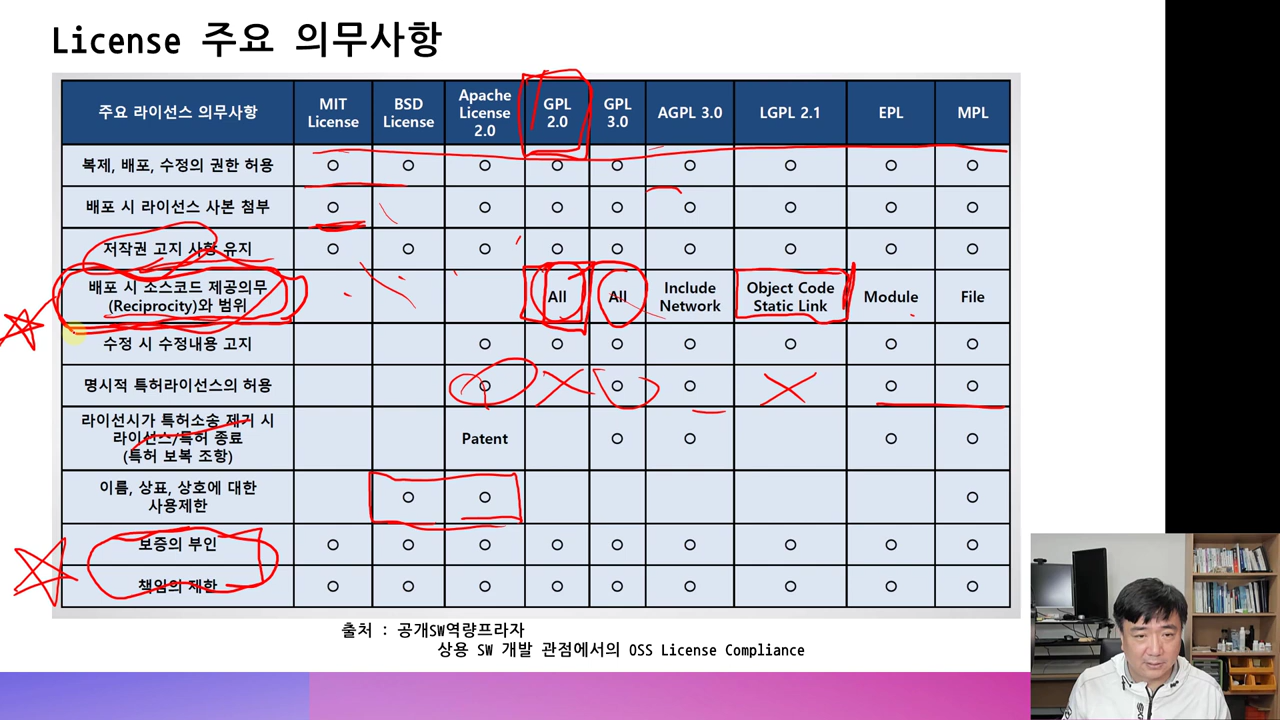 License 주요 의무사항
주요 라이선스 의무사항
MIT
License
BSD
License
Apache
License
2.0
GPL
2.0
GPL
3.0
AGPL 3.0
LGPL 2.1
EPL
MPL
복제, 배포, 수정의 권한 허용
○ ○ ○ ○ ○ ○ ○ ○ ○
배포 시 라이선스 사본 첨부
○ ○ ○ ○ ○ ○ ○ ○
저작권 고지 사항 유지
○ ○ ○ ○ ○ ○ ○ ○ ○
배포 시 소스코드 제공의무
(Reciprocity)와 범위
All
All
Include
Network
Object Code
Static Link
Module
File
수정 시 수정내용 고지
○ ○ ○ ○ ○ ○ ○
명시적 특허라이선스의 허용
○ ○ ○ ○ ○
라이선시가 특허소송 제기 시
라이선스/특허 종료
(특허 보복 조항)
Patent
○ ○ ○ ○
이름, 상표, 상호에 대한
사용제한
○ ○ ○
보증의 부인
○ ○ ○ ○ ○ ○ ○ ○ ○
책임의 제한
○ ○ ○ ○ ○ ○ ○ ○ ○
출처 : 공개SW역량프라자
상용 SW 개발 관점에서의 OSS License Compliance